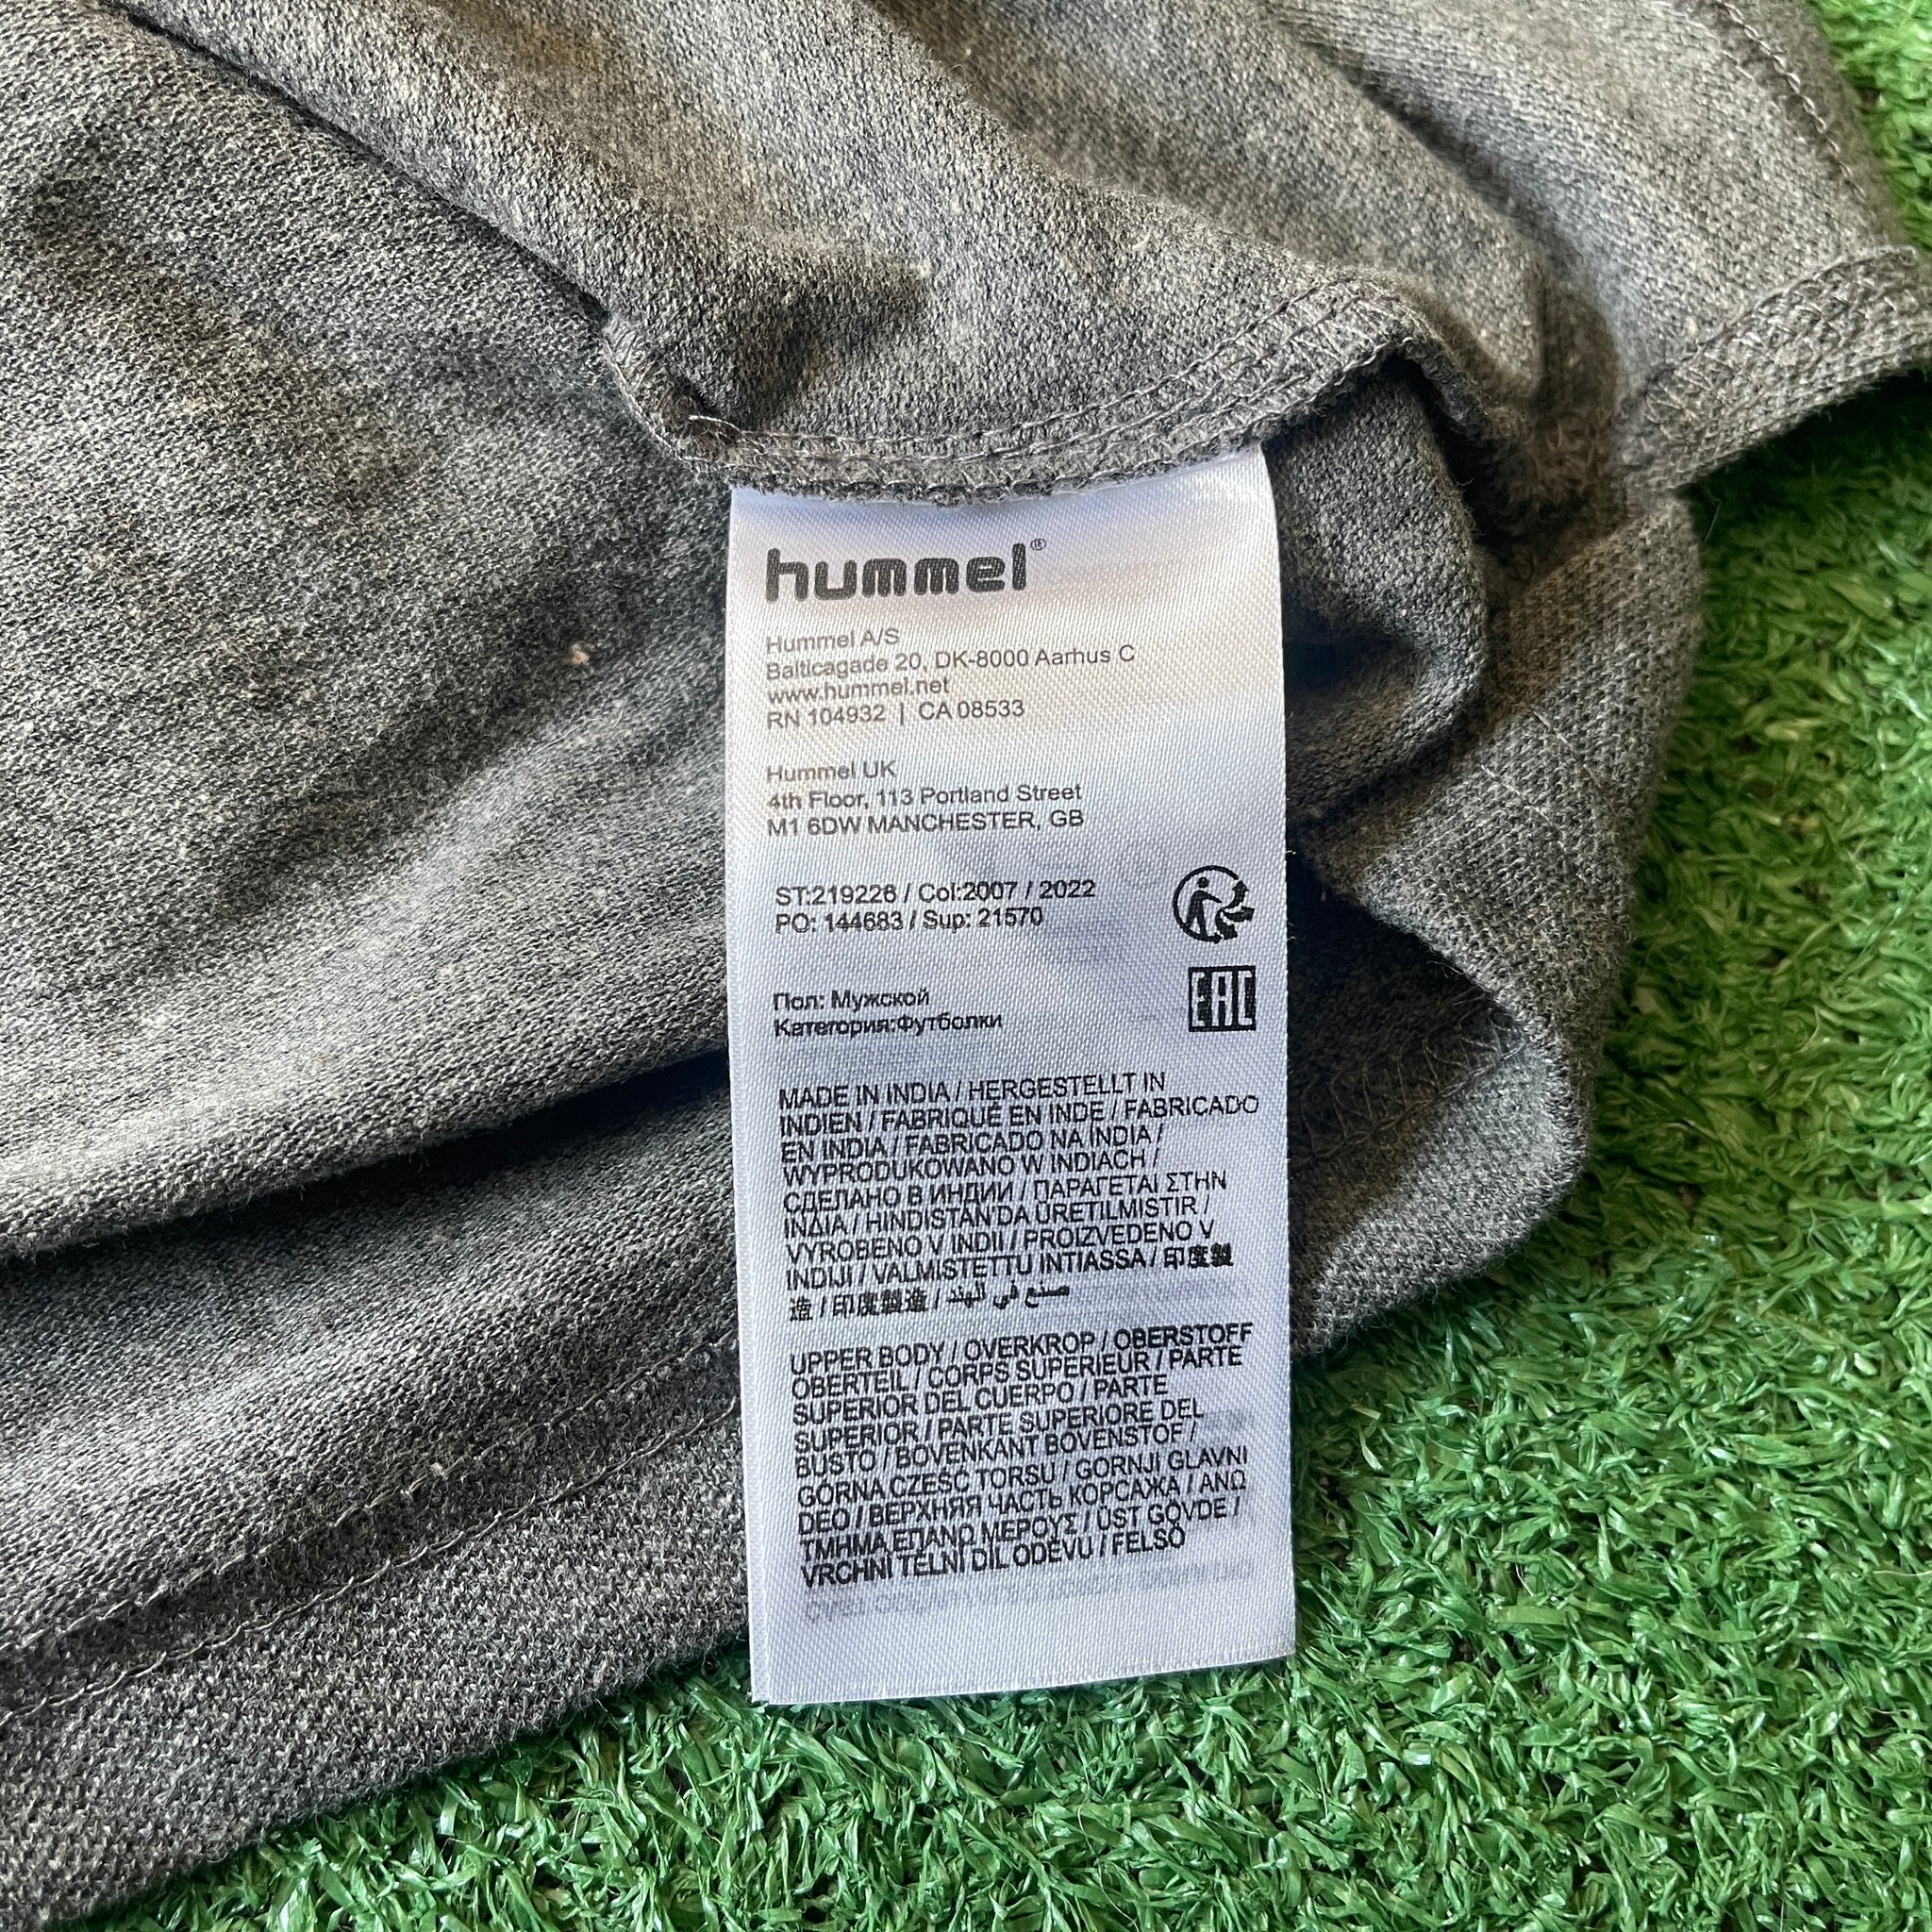 hummel®
Hummel A/S
Balticagade 20, DK-8000 Aarhus C
www.hummel.net
RN 104932 | CA 08533
Hummel UK
4th Floor, 113 Portland Street
M1 6DW MANCHESTER, GB
ST:219228 / Col:2007 / 2022
PO: 144683 / Sup: 21570
Пол: Мужской
Категория:Футболки
EAC
MADE IN INDIA / HERGESTELLT IN
INDIEN / FABRIQUÉ EN INDE / FABRICADO
EN INDIA / FABRICADO NA ÍNDIA /
WYPRODUKOWANO W INDIACH /
СДЕЛАНО В ИНДИИ / ΠΑΡΑΓΕΤΑΙ ΣΤΗΝ
ΙΝΔΙΑ / HINDISTAN'DA ÜRETILMISTIR /
VYROBENO V INDII / PROIZVEDENO V
INDIJI / VALMISTETTU INTIASSA / 印度製
造 / 印度製造 / صنع في الهند
UPPER BODY / OVERKROP / OBERSTOFF
OBERTEIL / CORPS SUPERIEUR / PARTE
SUPERIOR DEL CUERPO / PARTE
SUPERIOR / PARTE SUPERIORE DEL
BUSTO / BOVENKANT BOVENSTOF /
GÓRNA CZEŚĆ TORSU / GORNJI GLAVNI
DEO / ВЕРХНЯЯ ЧАСТЬ КОРСАЖА / ΑΝΩ
ΤΜΗΜΑ ΕΠΑΝΩ ΜΕΡΟΥΣ / ÜST GÖVDE /
VRCHNÍ TĚLNÍ DÍL ODĚVU / FELSŐ